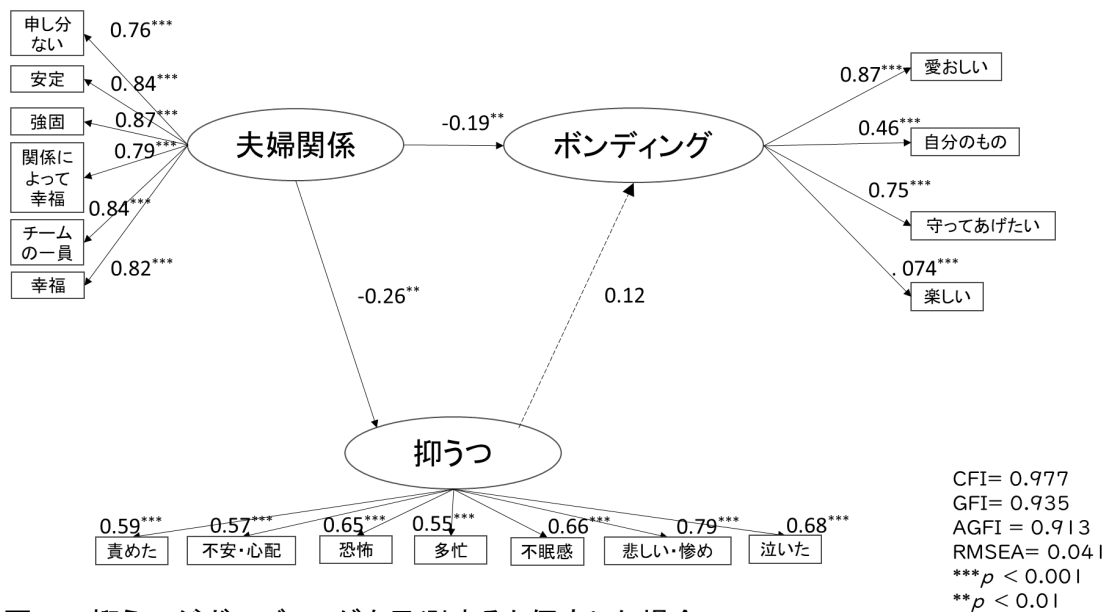 申し分
ない
0.76***
安定
0.84***
強固
0.87***
関係に
よって
幸福
0.79***
チーム
の一員
0.84***
幸福
0.82***
夫婦関係
-0.19**
ボンディング
0.87***
愛おしい
0.46***
自分のもの
0.75***
守ってあげたい
.074***
楽しい
-0.26**
0.12
抑うつ
0.59***
責めた
0.57***
不安・心配
0.65***
恐怖
0.55***
多忙
0.66***
不眠感
0.79***
悲しい・惨め
0.68***
泣いた
CFI= 0.977
GFI= 0.935
AGFI = 0.913
RMSEA= 0.041
***p < 0.001
**p < 0.01